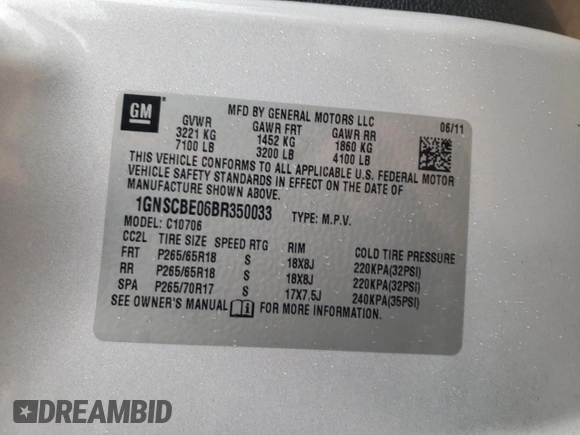 GM
MFD BY GENERAL MOTORS LLC
06/11
GVWR GAWR FRT GAWR RR
3221 KG 1452 KG 1860 KG
7100 LB 3200 LB 4100 LB
THIS VEHICLE CONFORMS TO ALL APPLICABLE U.S. FEDERAL MOTOR
VEHICLE SAFETY STANDARDS IN EFFECT ON THE DATE OF
MANUFACTURE SHOWN ABOVE.
1GNSCBE06BR350033 TYPE: M.P.V.
MODEL: C10706
CC2L TIRE SIZE SPEED RTG RIM COLD TIRE PRESSURE
FRT P265/65R18 S 18X8J 220KPA(32PSI)
RR P265/65R18 S 18X8J 220KPA(32PSI)
SPA P265/70R17 S 17X7.5J 240KPA(35PSI)
SEE OWNER'S MANUAL FOR MORE INFORMATION.
DREAMBID